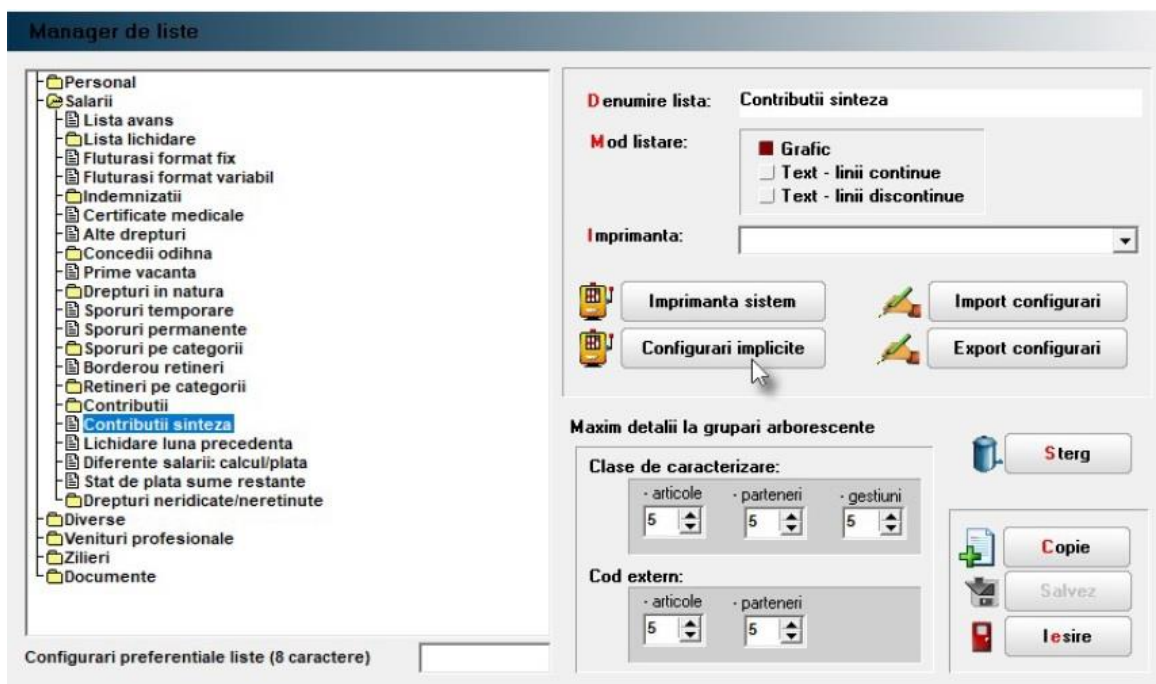 Manager de liste
Personal
Salarii
Lista avans
Lista lichidare
Fluturasi format fix
Fluturasi format variabil
Indemnizatii
Certificate medicale
Alte drepturi
Concedii odihna
Prime vacanta
Drepturi in natura
Sporuri temporare
Sporuri permanente
Sporuri pe categorii
Borderou retineri
Retineri pe categorii
Contributii
Contributii sinteza
Lichidare luna precedenta
Diferente salarii: calcul/plata
Stat de plata sume restante
Drepturi neridicate/neretinute
Diverse
Venituri profesionale
Zilieri
Documente
Configurari preferentiale liste (8 caractere)
Denumire lista: Contributii sinteza
Mod listare:
Grafic
Text - linii continue
Text - linii discontinue
Imprimanta:
Imprimanta sistem Import configurari
Configurari implicite Export configurari
Maxim detalii la grupari arborescente
Clase de caracterizare:
- articole - parteneri - gestiuni
5 5 5
Cod extern:
- articole - parteneri
5 5
Sterg
Copie
Salvez
Iesire